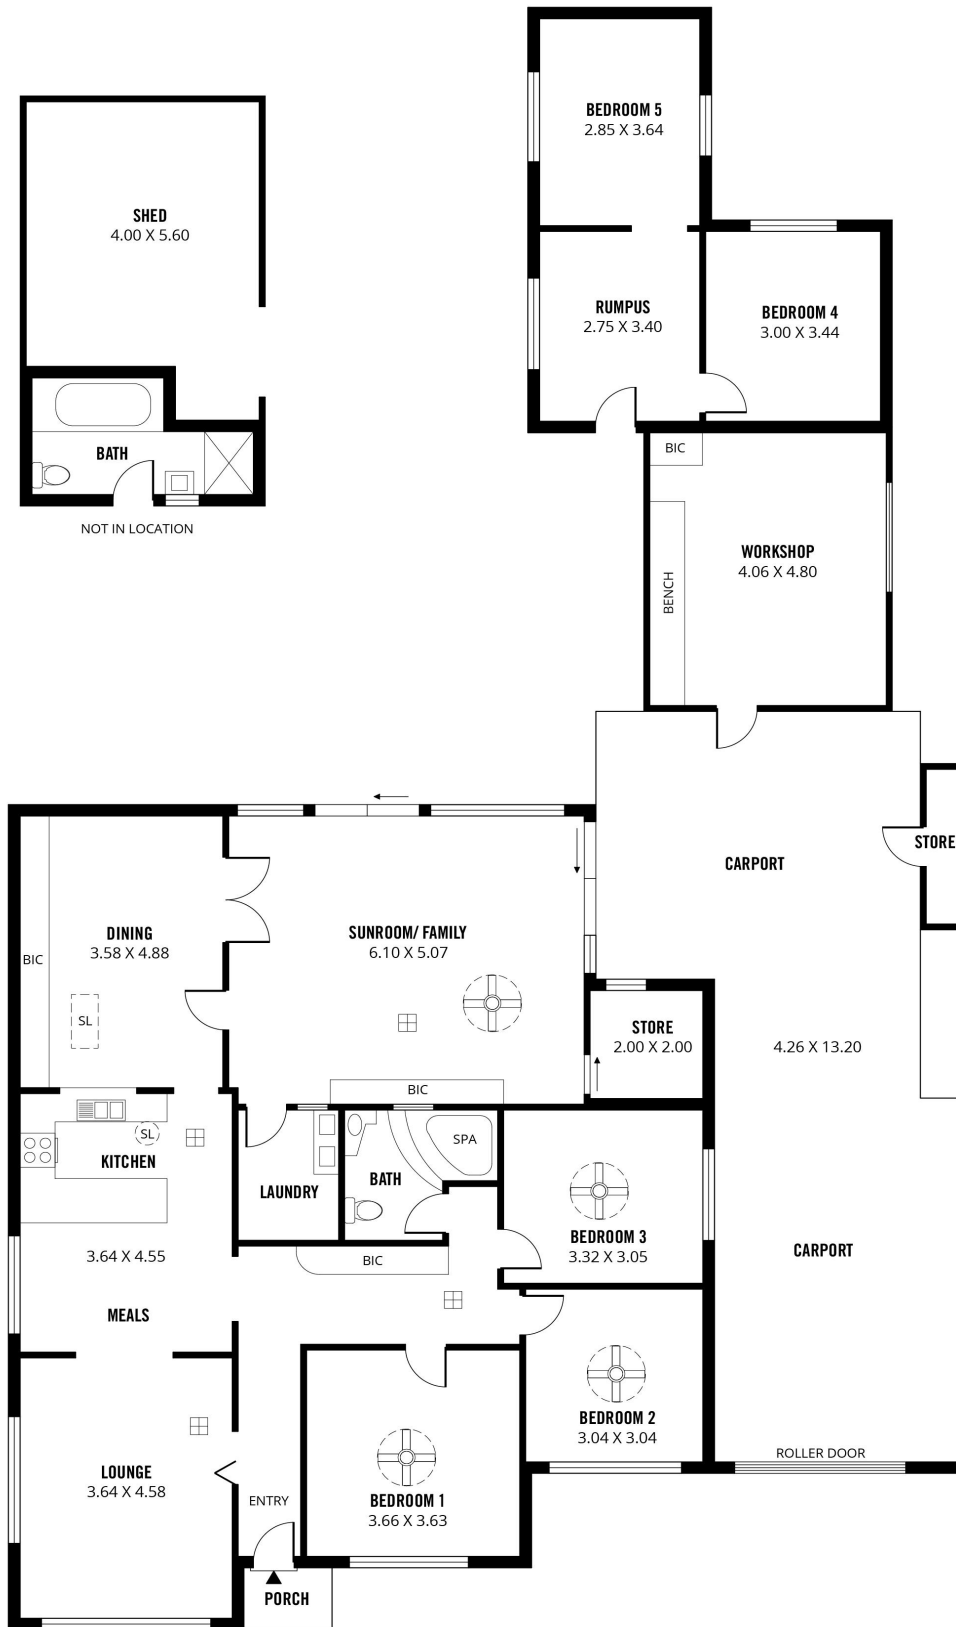 BEDROOM 5
2.85 X 3.64
SHED
4.00 X 5.60
RUMPUS
2.75 X 3.40
BEDROOM 4
3.00 X 3.44
BATH
NOT IN LOCATION
BIC
WORKSHOP
4.06 X 4.80
BENCH
CARPORT
STORE
DINING
3.58 X 4.88
BIC
SL
SUNROOM/ FAMILY
6.10 X 5.07
BIC
STORE
2.00 X 2.00
4.26 X 13.20
SL
KITCHEN
LAUNDRY
BATH
SPA
BEDROOM 3
3.32 X 3.05
3.64 X 4.55
MEALS
BIC
CARPORT
BEDROOM 2
3.04 X 3.04
ROLLER DOOR
LOUNGE
3.64 X 4.58
ENTRY
BEDROOM 1
3.66 X 3.63
PORCH